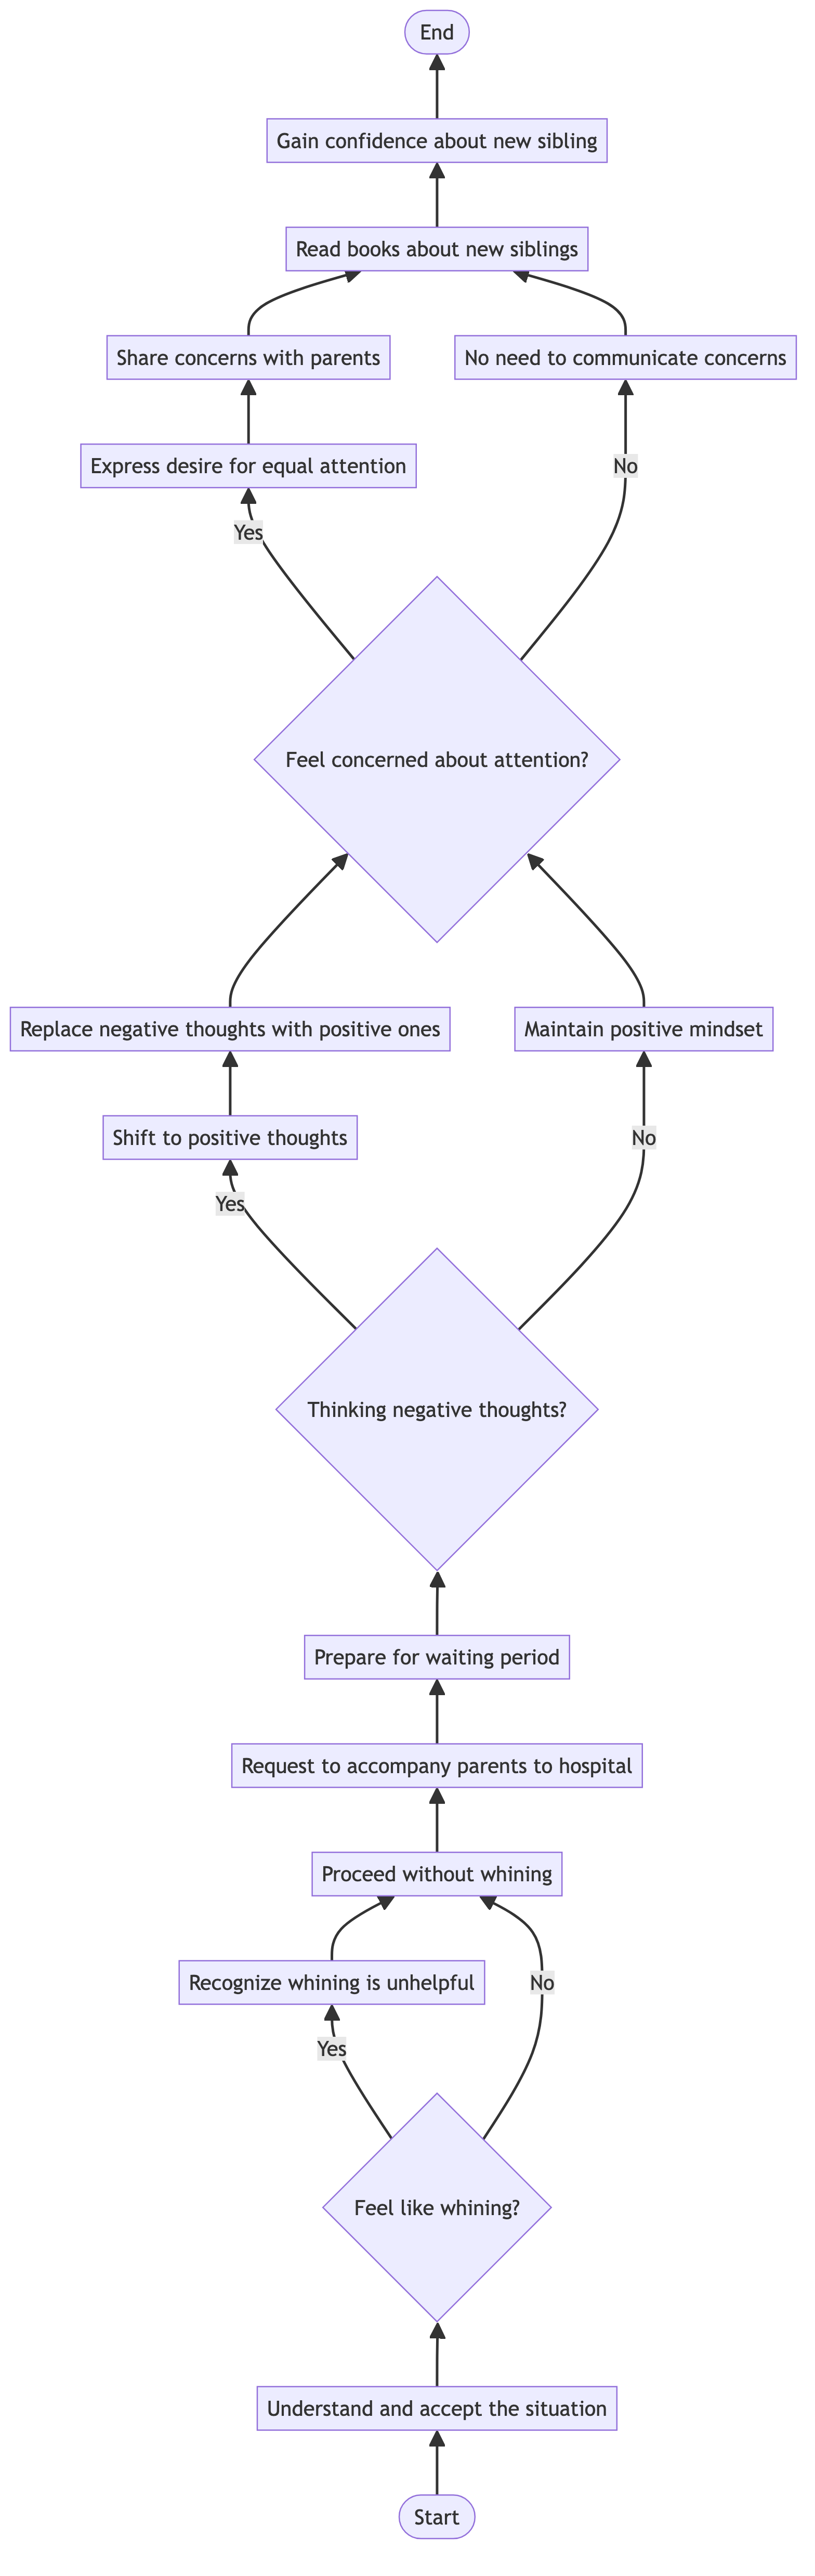 End
Gain confidence about new sibling
Read books about new siblings
Share concerns with parents
No need to communicate concerns
Express desire for equal attention
No
Yes
Feel concerned about attention?
Replace negative thoughts with positive ones
Maintain positive mindset
Shift to positive thoughts
No
Yes
Thinking negative thoughts?
Prepare for waiting period
Request to accompany parents to hospital
Proceed without whining
Recognize whining is unhelpful
No
Yes
Feel like whining?
Understand and accept the situation
Start